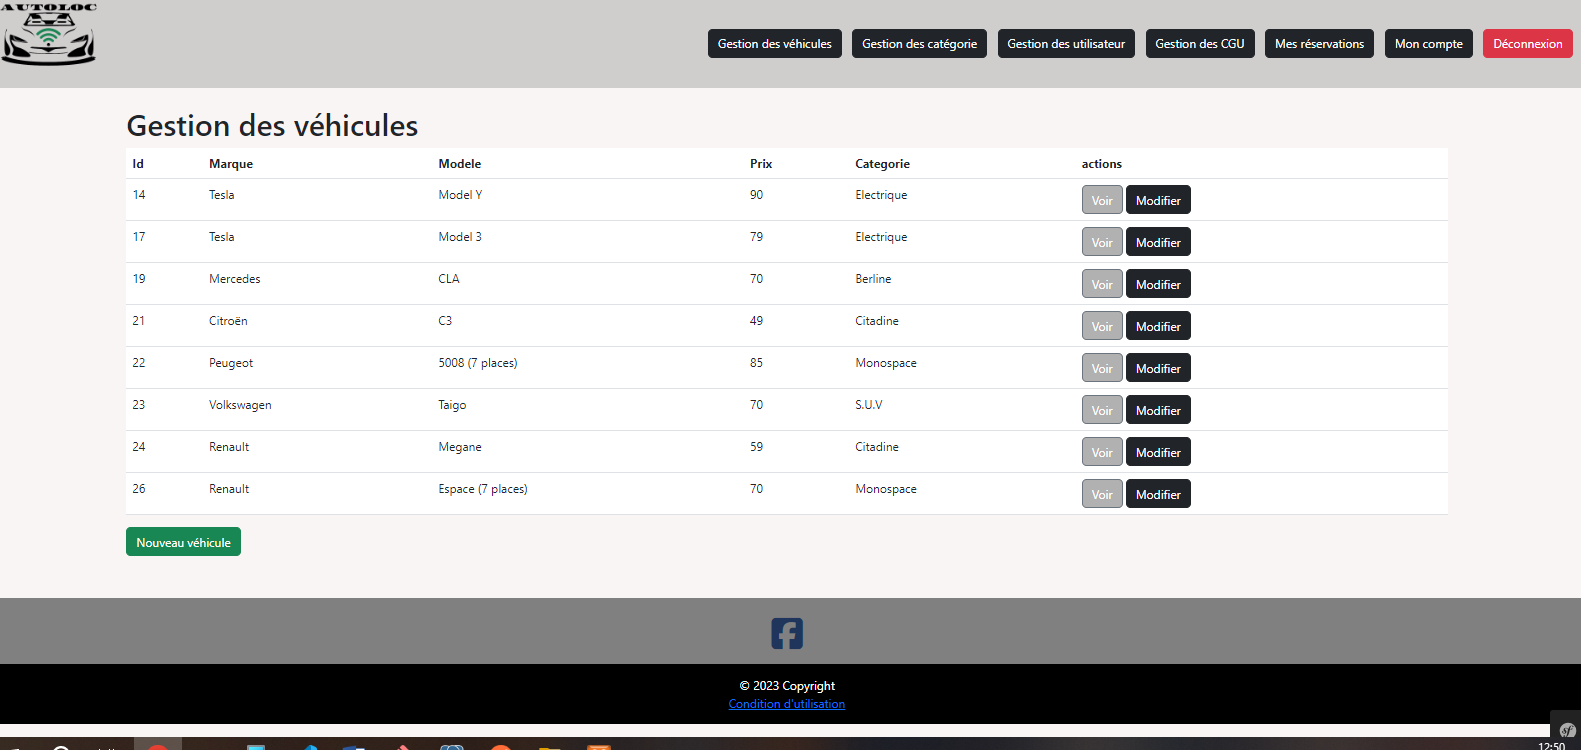 AUTOLOC
Gestion des véhicules Gestion des catégorie Gestion des utilisateur Gestion des CGU Mes réservations Mon compte Déconnexion
Gestion des véhicules
Id Marque Modele Prix Categorie actions
14 Tesla Model Y 90 Electrique Voir Modifier
17 Tesla Model 3 79 Electrique Voir Modifier
19 Mercedes CLA 70 Berline Voir Modifier
21 Citroën C3 49 Citadine Voir Modifier
22 Peugeot 5008 (7 places) 85 Monospace Voir Modifier
23 Volkswagen Taigo 70 S.U.V Voir Modifier
24 Renault Megane 59 Citadine Voir Modifier
26 Renault Espace (7 places) 70 Monospace Voir Modifier
Nouveau véhicule
© 2023 Copyright
Condition d'utilisation
sf
12:50